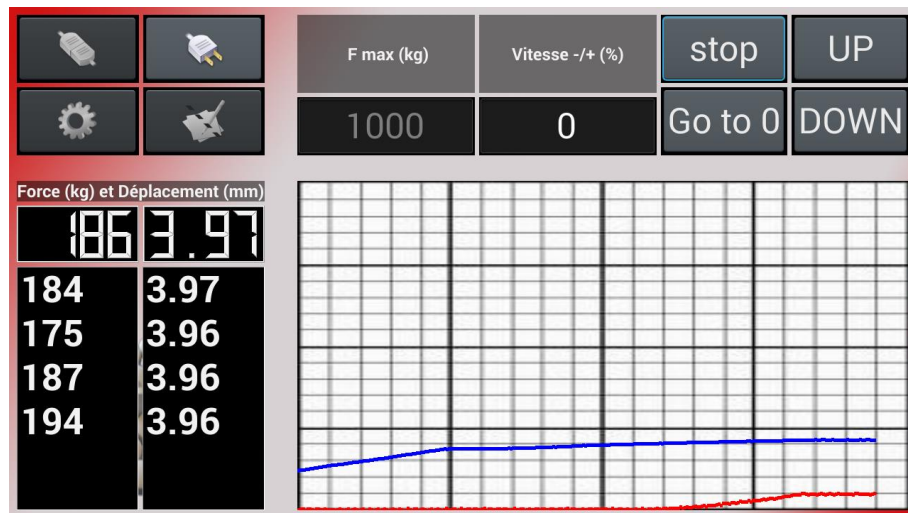 F max (kg)
Vitesse -/+ (%)
stop
UP
1000
0
Go to 0
DOWN
Force (kg) et Déplacement (mm)
186 3.97
184 3.97
175 3.96
187 3.96
194 3.96